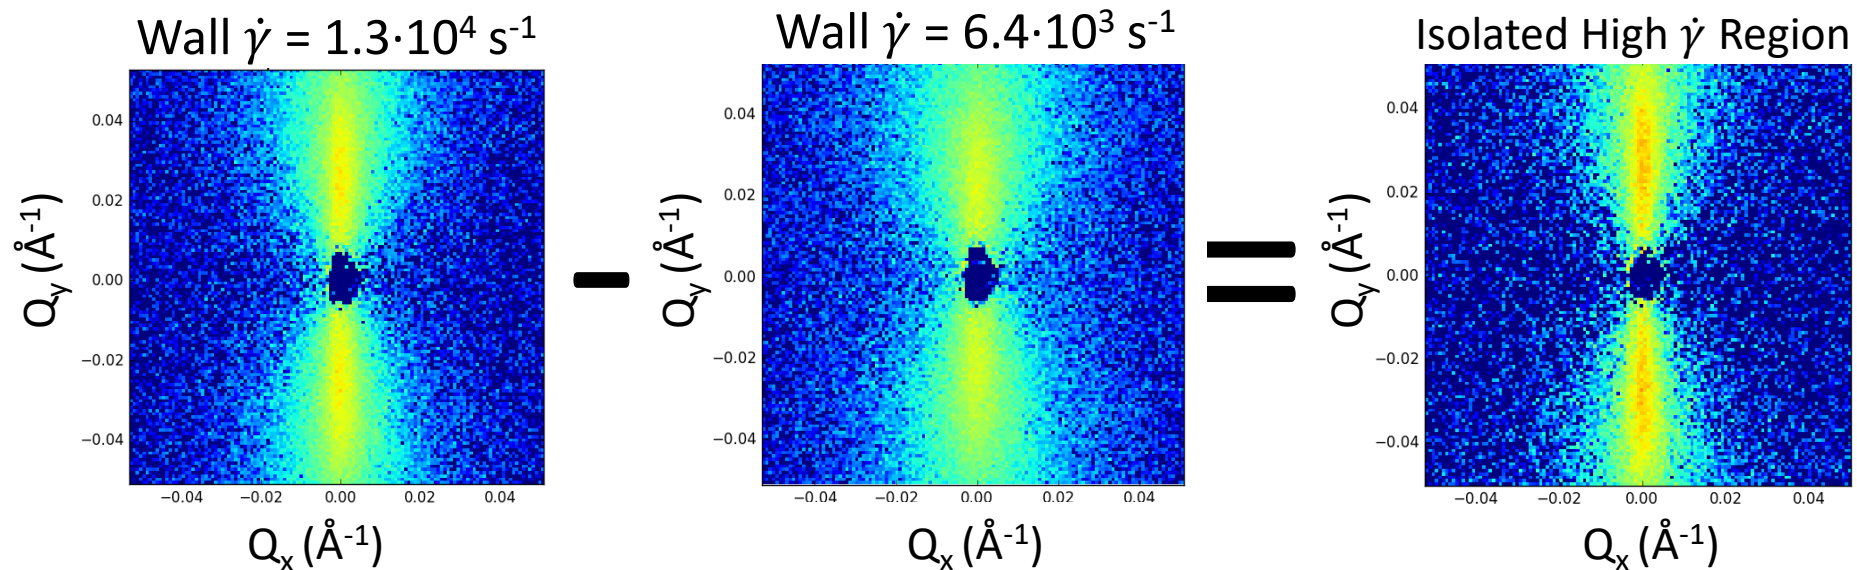 Wall γ̇ = 1.3·10⁴ s⁻¹
Q_y (Å⁻¹)
0.04
0.02
0.00
−0.02
−0.04
−0.04 −0.02 0.00 0.02 0.04
Qₓ (Å⁻¹)
-
Wall γ̇ = 6.4·10³ s⁻¹
Q_y (Å⁻¹)
0.04
0.02
0.00
−0.02
−0.04
−0.04 −0.02 0.00 0.02 0.04
Qₓ (Å⁻¹)
=
Isolated High γ̇ Region
Q_y (Å⁻¹)
0.04
0.02
0.00
−0.02
−0.04
−0.04 −0.02 0.00 0.02 0.04
Qₓ (Å⁻¹)